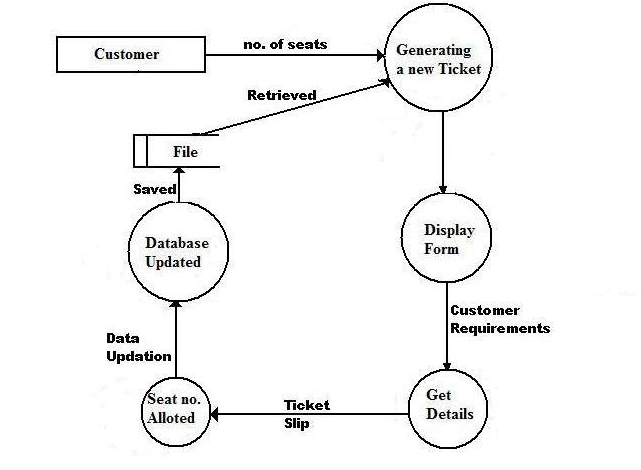 Customer
no. of seats
Generating
a new Ticket
Retrieved
File
Saved
Database
Updated
Display
Form
Customer
Requirements
Data
Updation
Seat no.
Alloted
Ticket
Slip
Get
Details